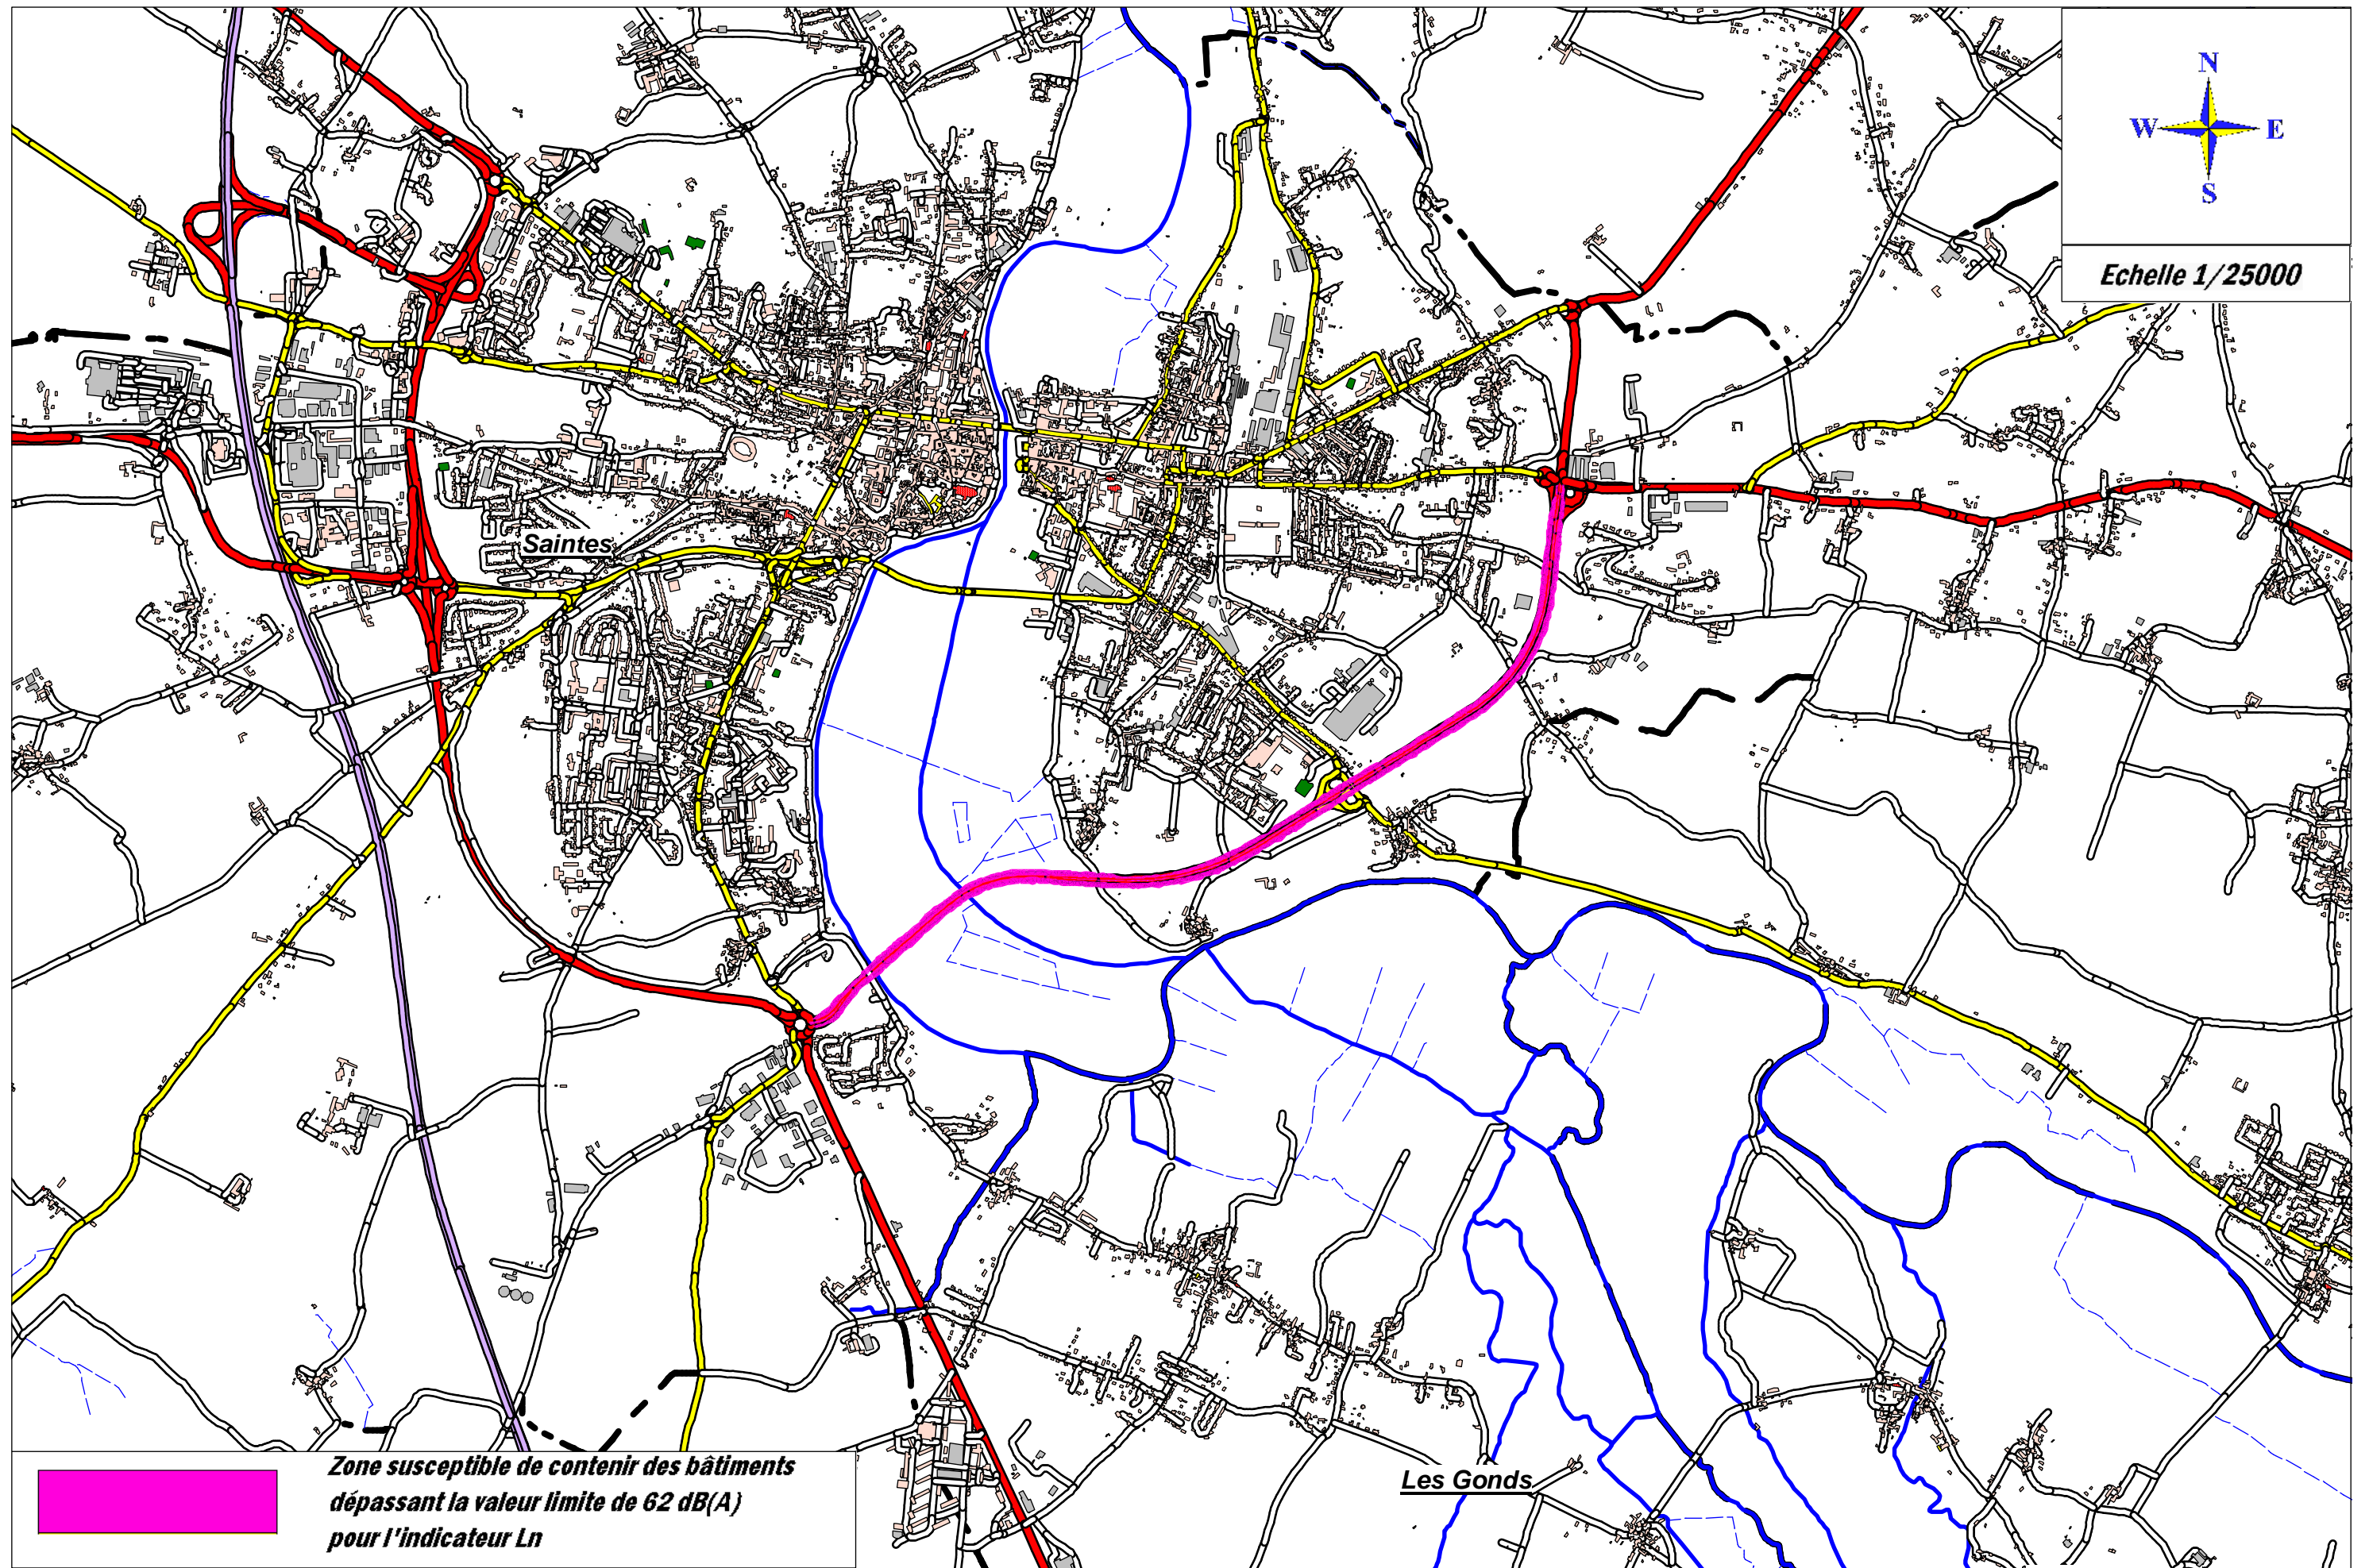 N
W E
S
Echelle 1/25000
Saintes
Les Gonds
Zone susceptible de contenir des bâtiments
dépassant la valeur limite de 62 dB(A)
pour l'indicateur Ln